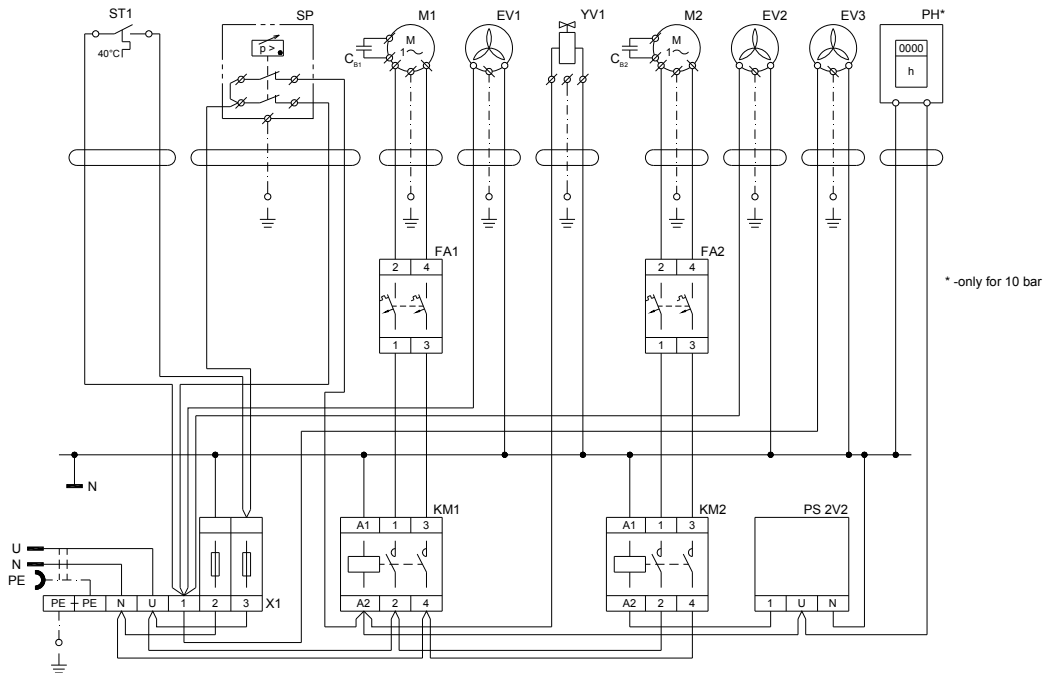 ST1 SP M1 EV1 YV1 M2 EV2 EV3 PH*
40°C
p >
CB1
M
1
CB2
M
1
0000
h
FA1 FA2
2 4 2 4
* -only for 10 bar
1 3 1 3
N
KM1 KM2 PS 2V2
A1 1 3 A1 1 3
U
N
PE
PE PE N U 1 2 3 X1 A2 2 4 A2 2 4 1 U N